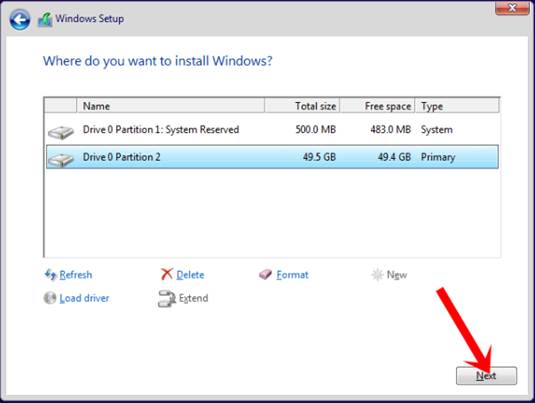 Windows Setup
Where do you want to install Windows?
Name Total size Free space Type
Drive 0 Partition 1: System Reserved 500.0 MB 483.0 MB System
Drive 0 Partition 2 49.5 GB 49.4 GB Primary
Refresh Delete Format New
Load driver Extend
Next